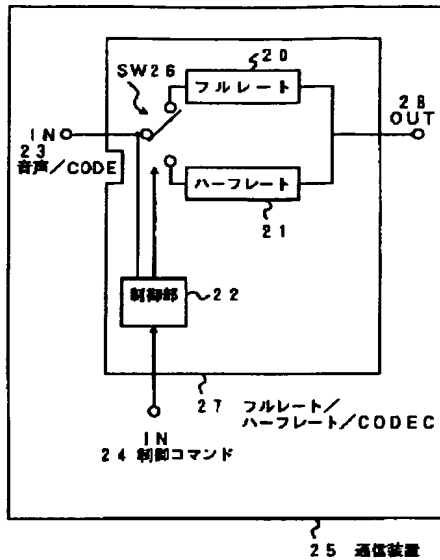 20
SW26
フルレート
28
OUT
IN
23
音声/CODE
ハーフレート
21
制御部
22
27 フルレート/
ハーフレート/CODEC
IN
24 制御コマンド
25 通信装置